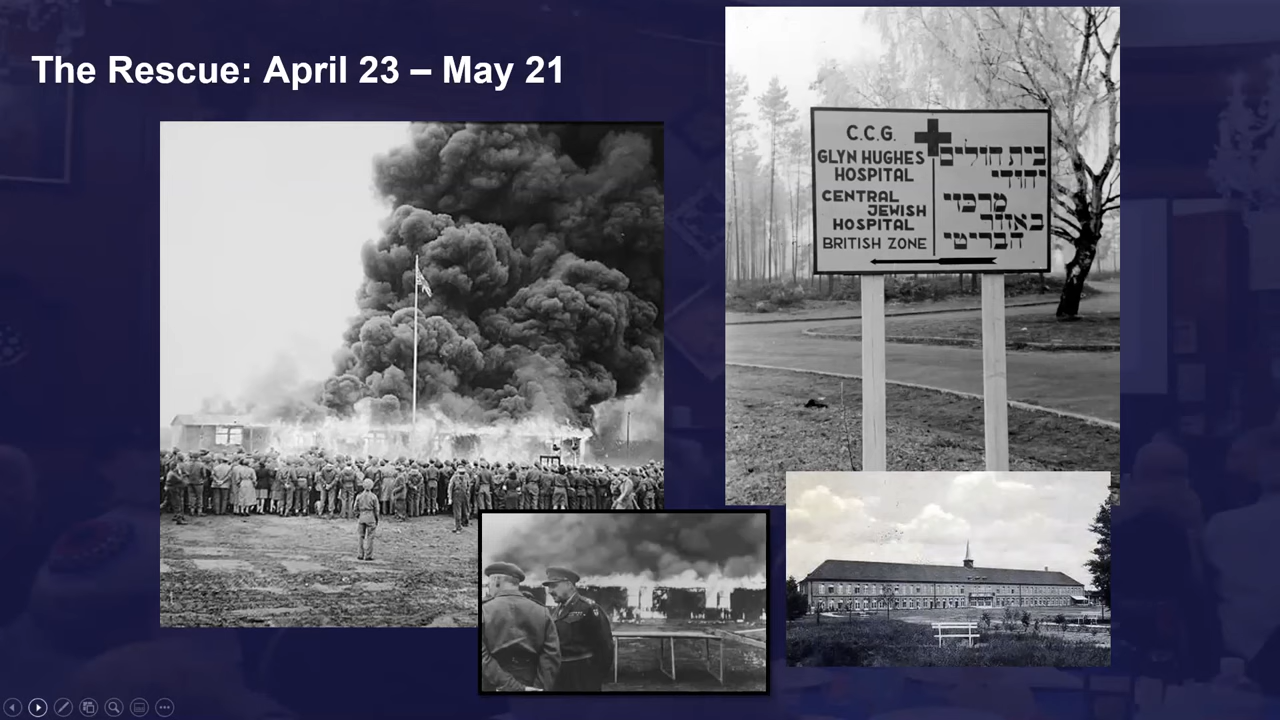 The Rescue: April 23 – May 21
C.C.G.
GLYN HUGHES
HOSPITAL
CENTRAL
JEWISH
HOSPITAL
BRITISH ZONE
בית חולים
יהודי
מרכזי
באזור
הבריטי